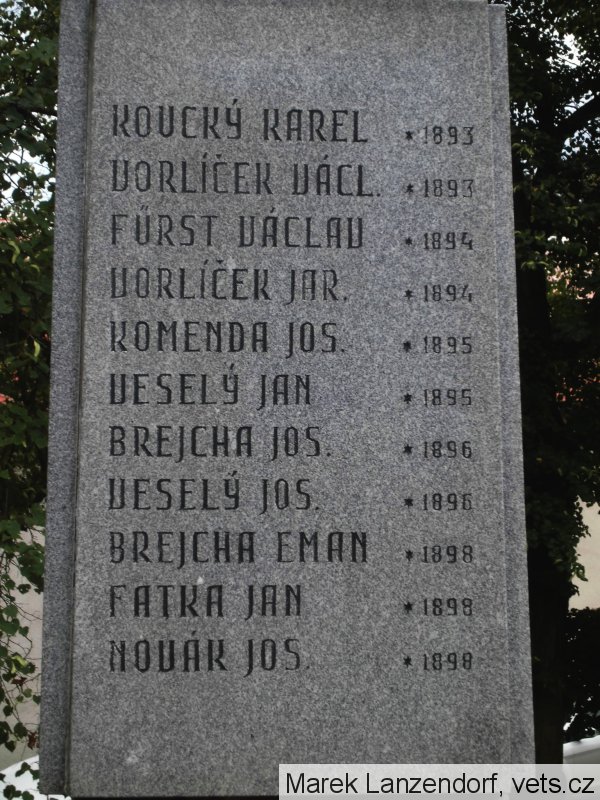 KOUCKÝ KAREL * 1893
VORLÍČEK VÁCL. * 1893
FÜRST VÁCLAV * 1894
VORLÍČEK JAR. * 1894
KOMENDA JOS. * 1895
VESELÝ JAN * 1895
BREJCHA JOS. * 1896
VESELÝ JOS. * 1896
BREJCHA EMAN * 1898
FATKA JAN * 1898
NOVÁK JOS. * 1898
Marek Lanzendorf, vets.cz